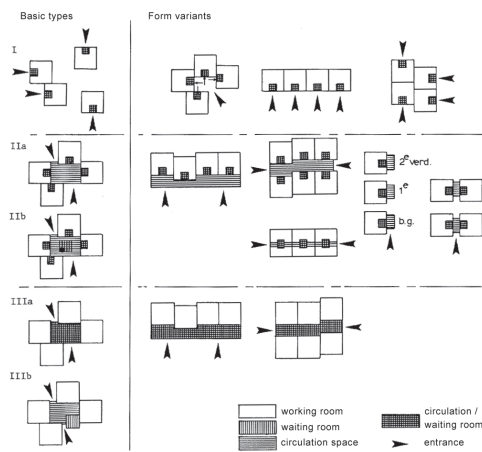 Basic types
Form variants
I
IIa
2e verd.
1e
b.g.
IIb
IIIa
IIIb
working room
waiting room
circulation space
circulation /
waiting room
entrance